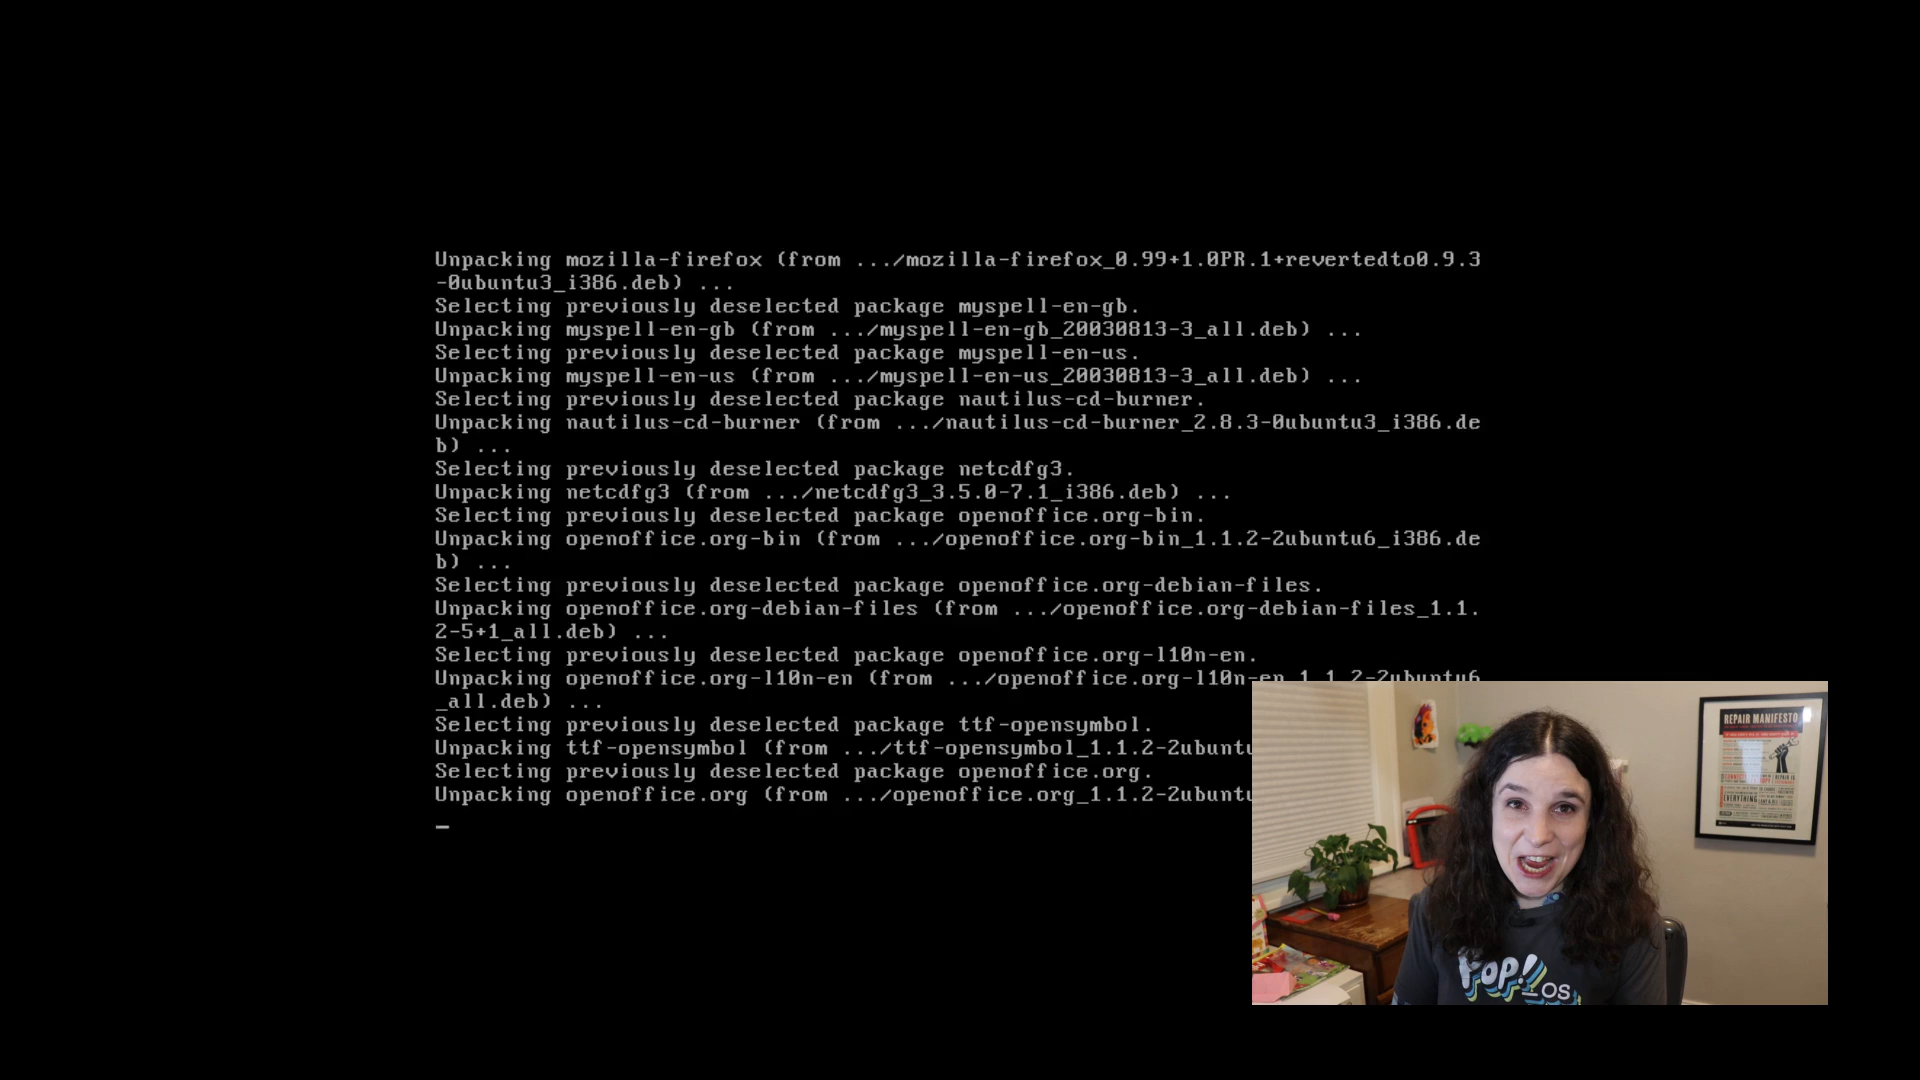 Unpacking mozilla-firefox (from .../mozilla-firefox_0.99+1.0PR.1+revertedto0.9.3
-0ubuntu3_i386.deb) ...
Selecting previously deselected package myspell-en-gb.
Unpacking myspell-en-gb (from .../myspell-en-gb_20030813-3_all.deb) ...
Selecting previously deselected package myspell-en-us.
Unpacking myspell-en-us (from .../myspell-en-us_20030813-3_all.deb) ...
Selecting previously deselected package nautilus-cd-burner.
Unpacking nautilus-cd-burner (from .../nautilus-cd-burner_2.8.3-0ubuntu3_i386.de
b) ...
Selecting previously deselected package netcdfg3.
Unpacking netcdfg3 (from .../netcdfg3_3.5.0-7.1_i386.deb) ...
Selecting previously deselected package openoffice.org-bin.
Unpacking openoffice.org-bin (from .../openoffice.org-bin_1.1.2-2ubuntu6_i386.de
b) ...
Selecting previously deselected package openoffice.org-debian-files.
Unpacking openoffice.org-debian-files (from .../openoffice.org-debian-files_1.1.
2-5+1_all.deb) ...
Selecting previously deselected package openoffice.org-l10n-en.
Unpacking openoffice.org-l10n-en (from .../openoffice.org-l10n-en_1.1.2-2ubuntu6
_all.deb) ...
Selecting previously deselected package ttf-opensymbol.
Unpacking ttf-opensymbol (from .../ttf-opensymbol_1.1.2-2ubuntu
Selecting previously deselected package openoffice.org.
Unpacking openoffice.org (from .../openoffice.org_1.1.2-2ubuntu
REPAIR MANIFESTO
EVERYTHING
Pop!_OS